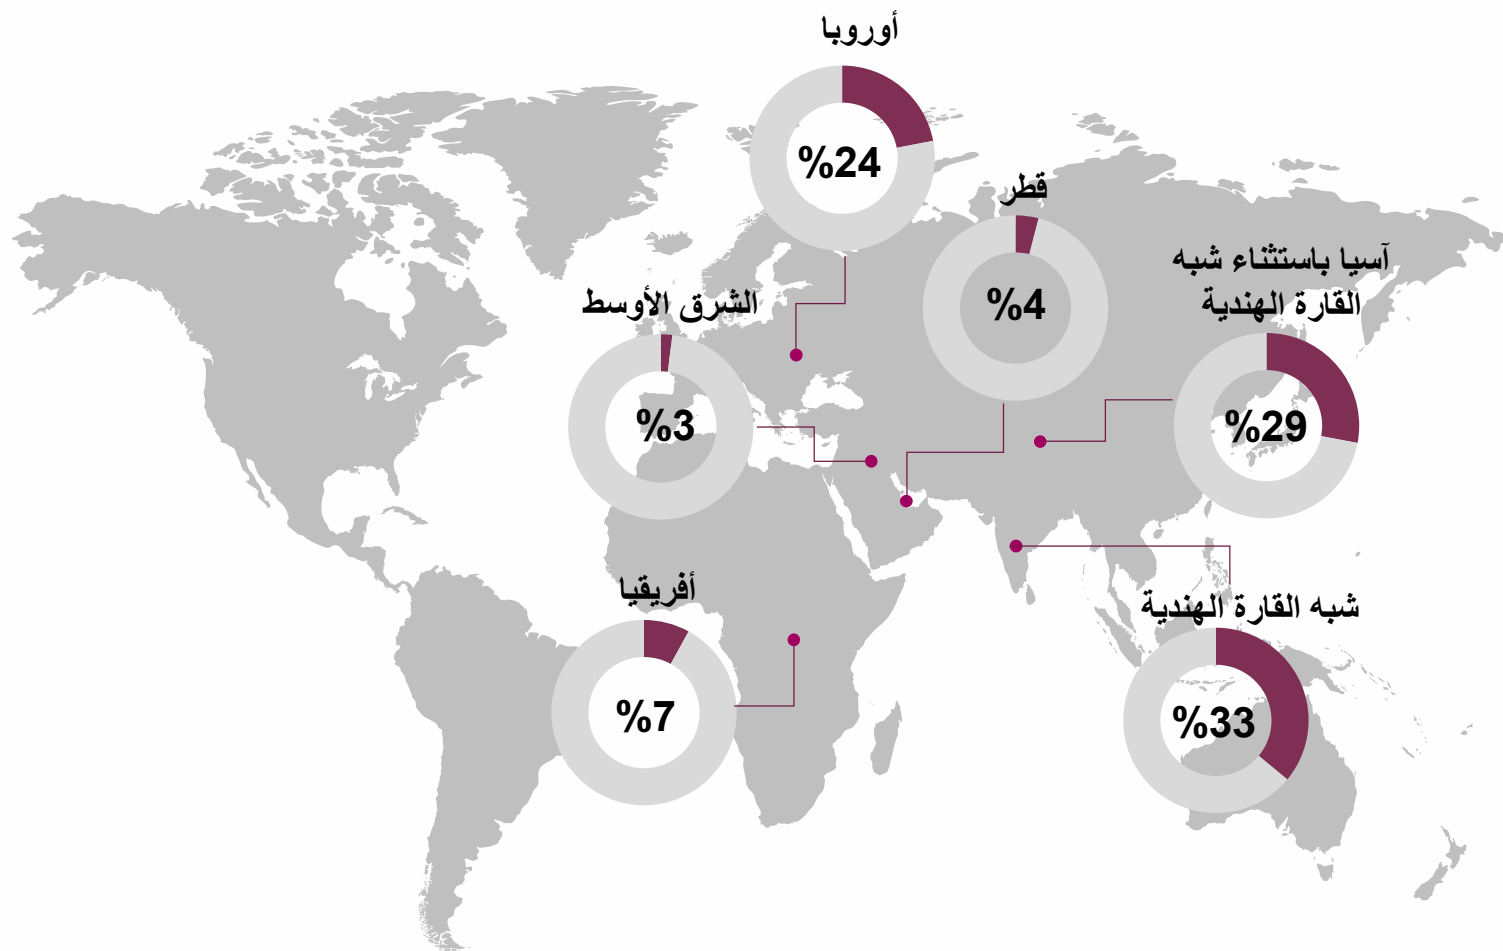 أوروبا
%24
قطر
%4
آسيا باستثناء شبه
القارة الهندية
%29
الشرق الأوسط
%3
أفريقيا
%7
شبه القارة الهندية
%33